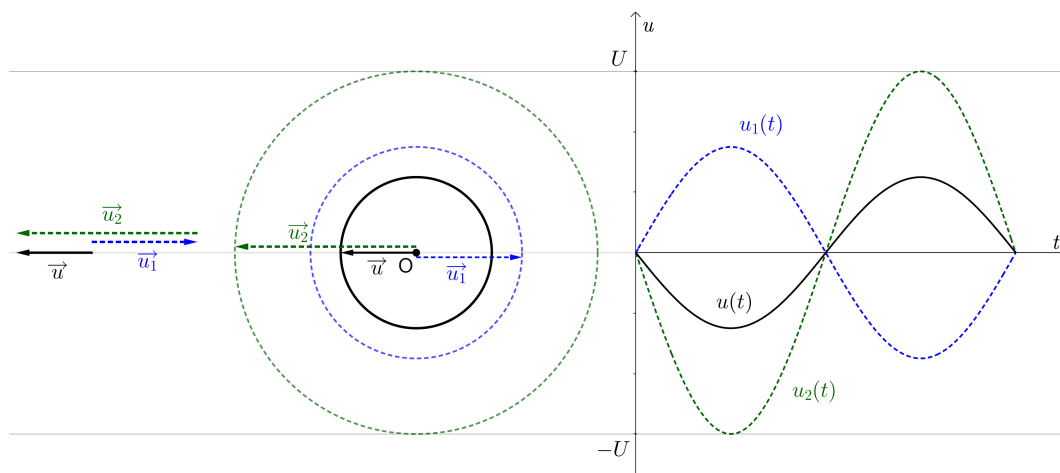 u
U
u₁(t)
u₂→
u₂→
t
u→
u₁→
u→
O
u₁→
u(t)
u₂(t)
−U